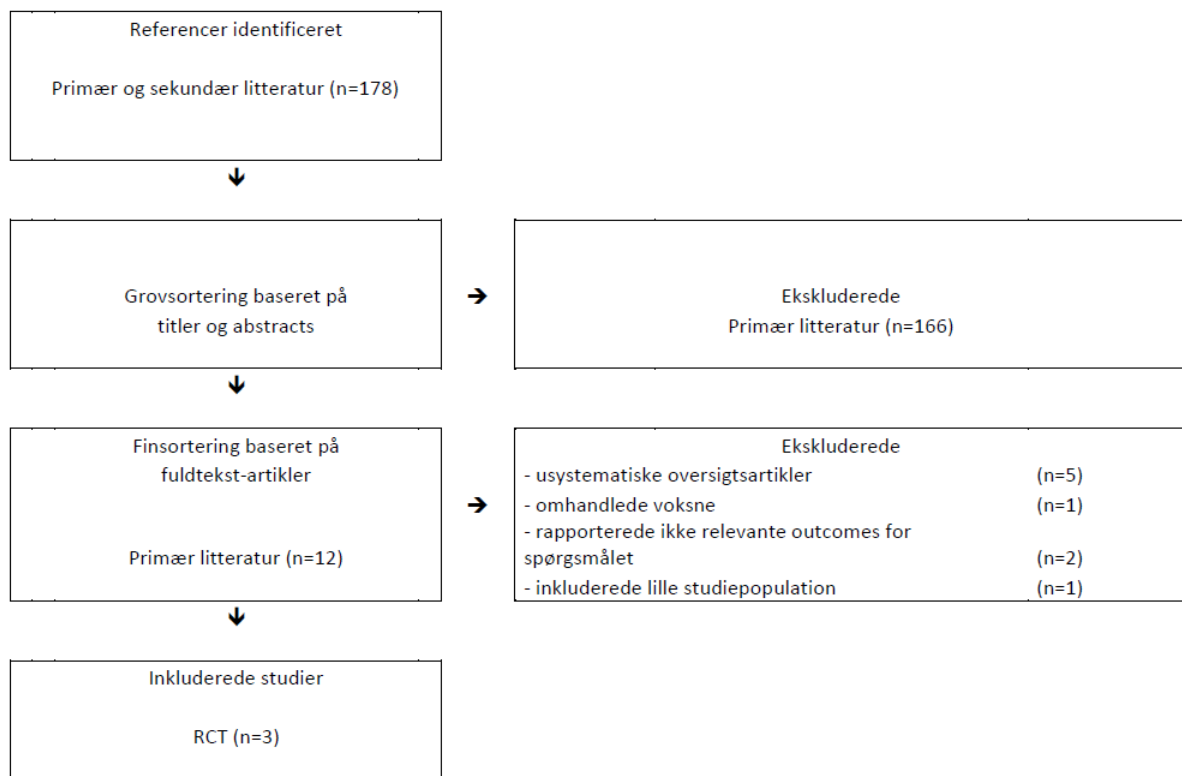 Referencer identificeret
Primær og sekundær litteratur (n=178)
🡻
Grovsortering baseret på
titler og abstracts
🡺
Ekskluderede
Primær litteratur (n=166)
🡻
Finsortering baseret på
fuldtekst-artikler
Primær litteratur (n=12)
🡺
Ekskluderede
- usystematiske oversigtsartikler (n=5)
- omhandlede voksne (n=1)
- rapporterede ikke relevante outcomes for
spørgsmålet (n=2)
- inkluderede lille studiepopulation (n=1)
🡻
Inkluderede studier
RCT (n=3)